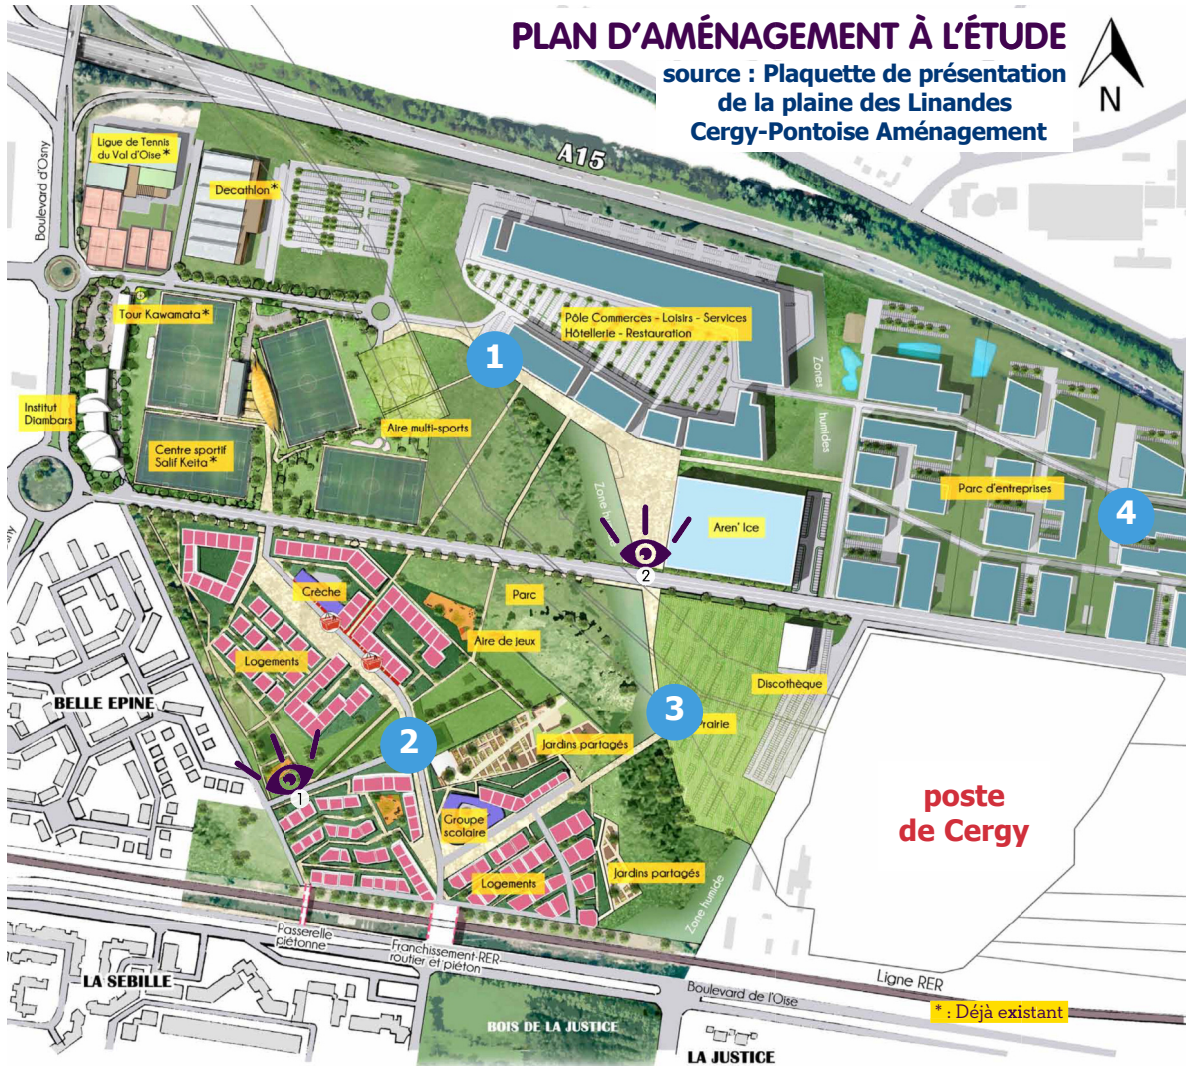 PLAN D'AMÉNAGEMENT À L'ÉTUDE
source : Plaquette de présentation
de la plaine des Linandes
Cergy-Pontoise Aménagement
N
A15
Boulevard d'Osny
Ligue de Tennis
du Val d'Oise*
Decathlon*
Tour Kawamata*
Pôle Commerces - Loisirs - Services
Hôtellerie - Restauration
1
Zones
humides
Institut
Diambars
Aire multi-sports
Centre sportif
Salif Keita*
Parc d'entreprises
4
Zone
Aren' Ice
2
Crèche
Parc
Aire de jeux
Logements
Discothèque
BELLE EPINE
3
rairie
2
Jardins partagés
1
poste
de Cergy
Groupe
scolaire
Logements
Jardins partagés
Zone humide
Passerelle
piétonne
Franchissement RER
routier et piéton
Ligne RER
LA SEBILLE
Boulevard de l'Oise
* : Déjà existant
BOIS DE LA JUSTICE
LA JUSTICE